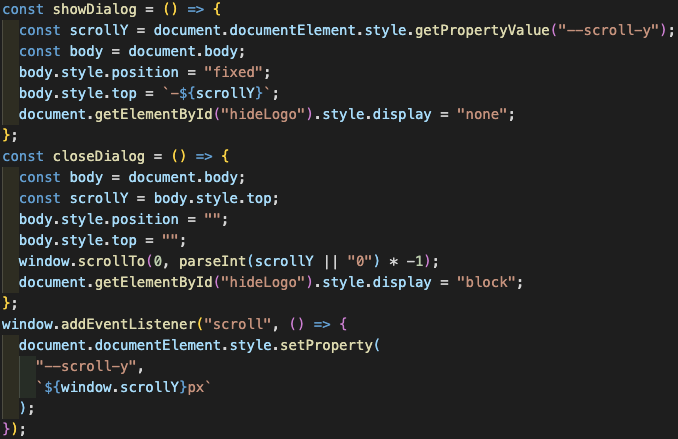 const showDialog = () => {
  const scrollY = document.documentElement.style.getPropertyValue("--scroll-y");
  const body = document.body;
  body.style.position = "fixed";
  body.style.top = `-${scrollY}`;
  document.getElementById("hideLogo").style.display = "none";
};
const closeDialog = () => {
  const body = document.body;
  const scrollY = body.style.top;
  body.style.position = "";
  body.style.top = "";
  window.scrollTo(0, parseInt(scrollY || "0") * -1);
  document.getElementById("hideLogo").style.display = "block";
};
window.addEventListener("scroll", () => {
  document.documentElement.style.setProperty(
    "--scroll-y",
    `${window.scrollY}px`
  );
});